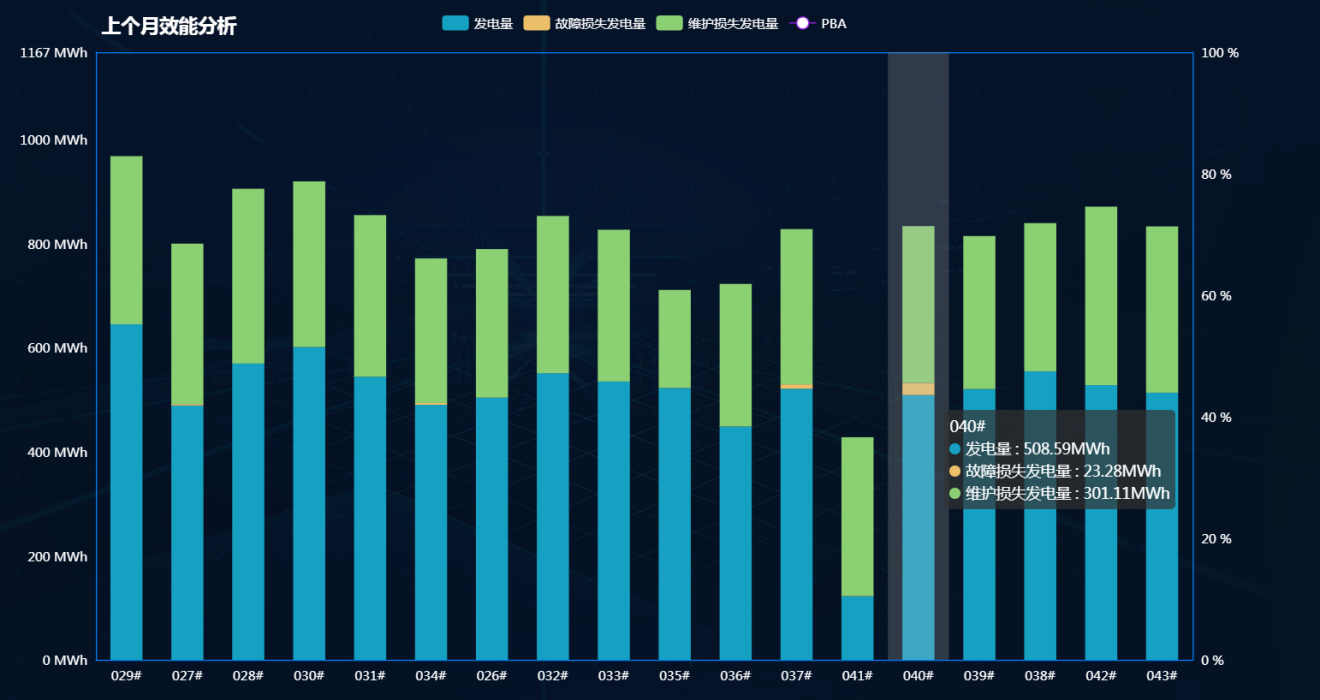 上个月效能分析
发电量 故障损失发电量 维护损失发电量 PBA
1167 MWh
1000 MWh
800 MWh
600 MWh
400 MWh
200 MWh
0 MWh
100 %
80 %
60 %
40 %
20 %
0 %
040#
发电量 : 508.59MWh
故障损失发电量 : 23.28MWh
维护损失发电量 : 301.11MWh
029# 027# 028# 030# 031# 034# 026# 032# 033# 035# 036# 037# 041# 040# 039# 038# 042# 043#